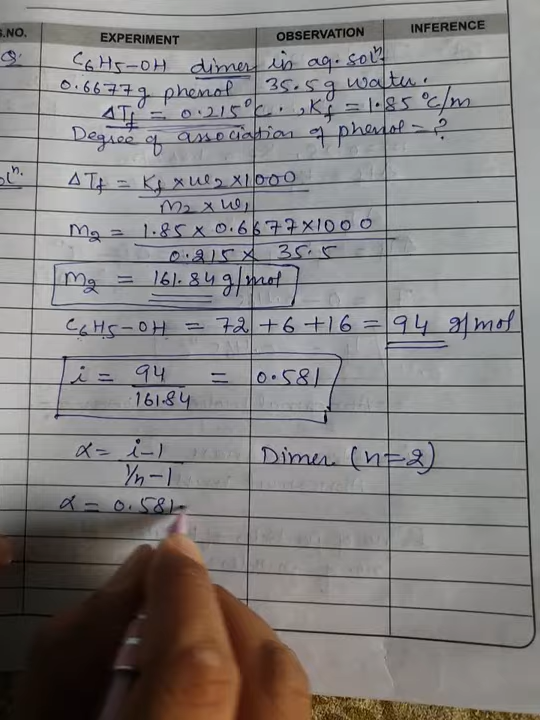 S.NO. EXPERIMENT OBSERVATION INFERENCE
Q. C6H5-OH dimer in aq. solⁿ.
0.6677g phenol 35.5g water.
ΔTf = 0.215°C., Kf = 1.85 °C/m
Degree of association of phenol = ?
Solⁿ. ΔTf = Kf × w2 × 1000
M2 × w1
M2 = 1.85 × 0.6677 × 1000
0.215 × 35.5
M2 = 161.84 g/mol
C6H5-OH = 72 + 6 + 16 = 94 g/mol
i = 94 = 0.581
161.84
α = i-1 Dimer (n=2)
1/n - 1
α = 0.581